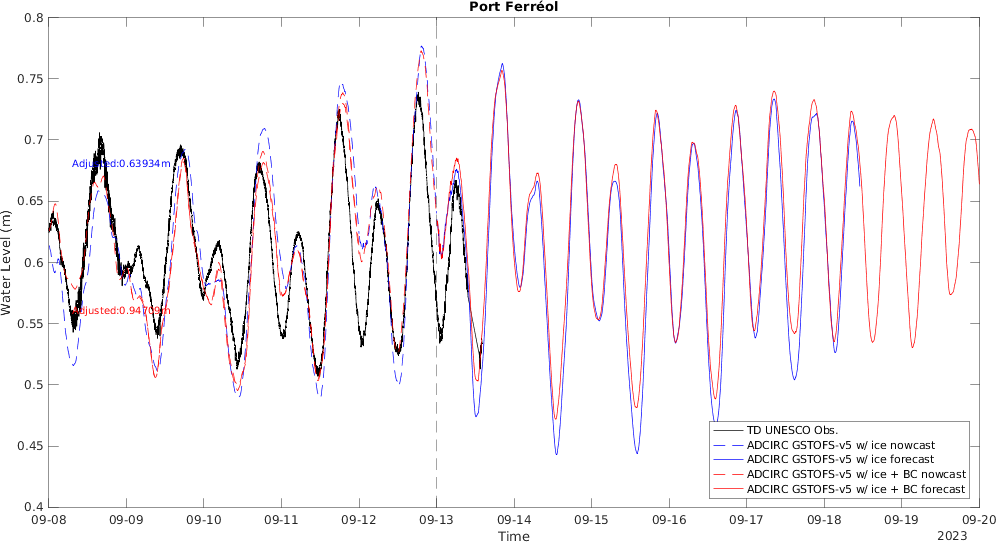 Port Ferréol
0.8
0.75
0.7
0.65
0.6
0.55
0.5
0.45
0.4
Water Level (m)
Adjusted:0.63934m
Adjusted:0.94709m
TD UNESCO Obs.
ADCIRC GSTOFS-v5 w/ ice nowcast
ADCIRC GSTOFS-v5 w/ ice forecast
ADCIRC GSTOFS-v5 w/ ice + BC nowcast
ADCIRC GSTOFS-v5 w/ ice + BC forecast
09-08 09-09 09-10 09-11 09-12 09-13 09-14 09-15 09-16 09-17 09-18 09-19 09-20
Time
2023